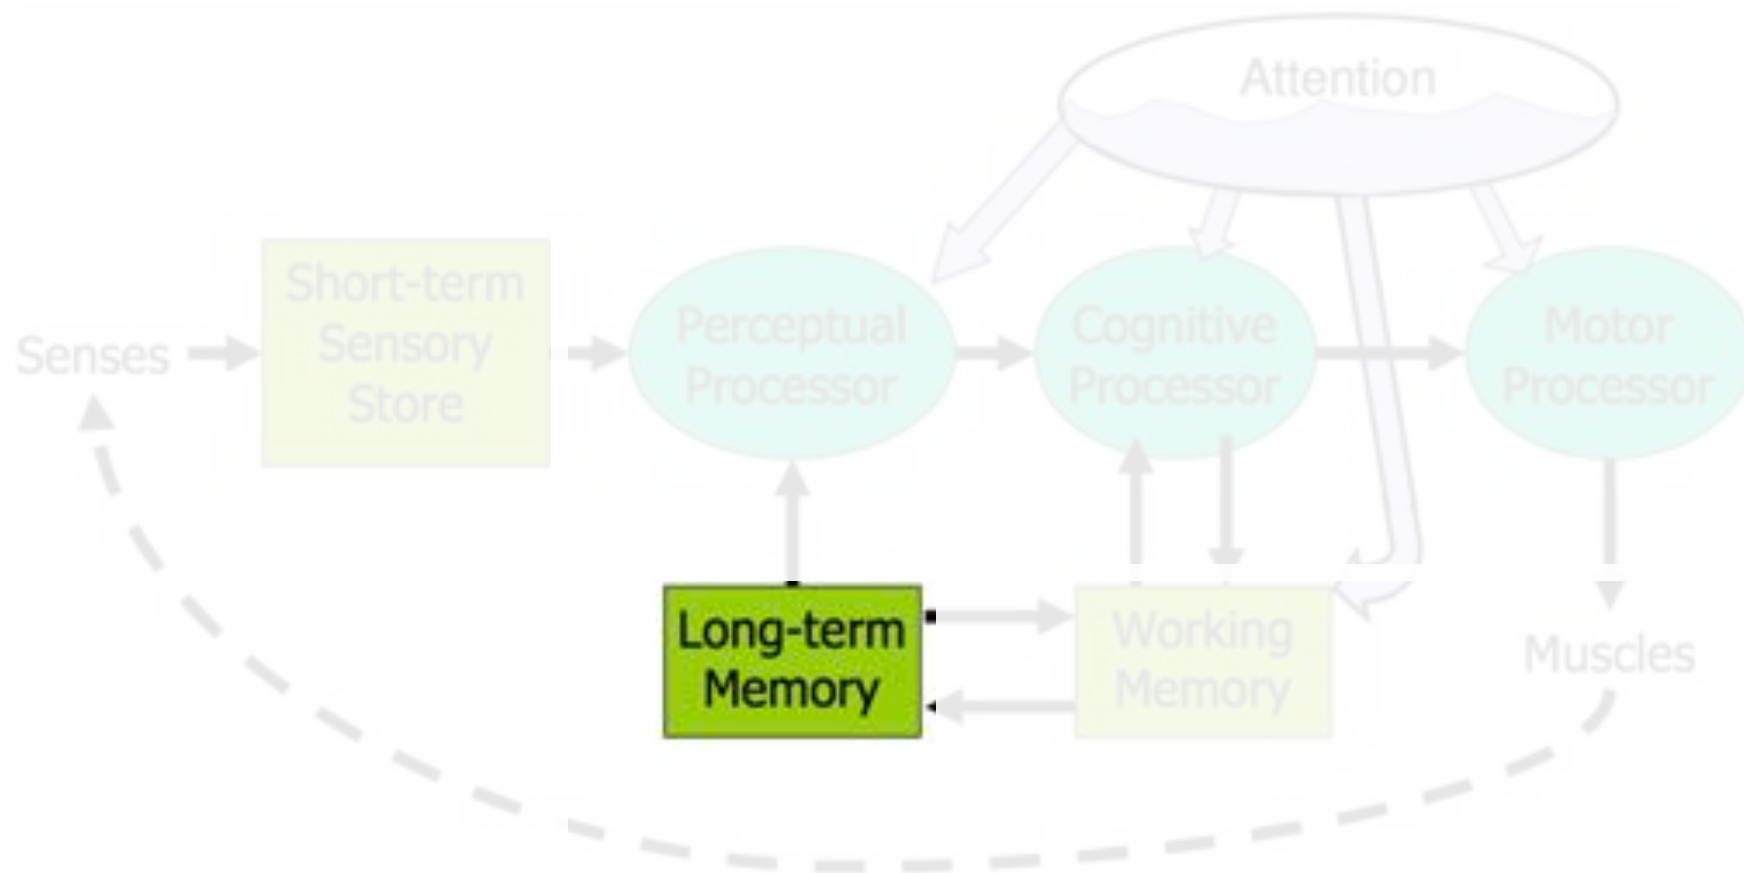 Attention
Short-term
Sensory
Store
Senses
Perceptual
Processor
Cognitive
Processor
Motor
Processor
Long-term
Memory
Working
Memory
Muscles